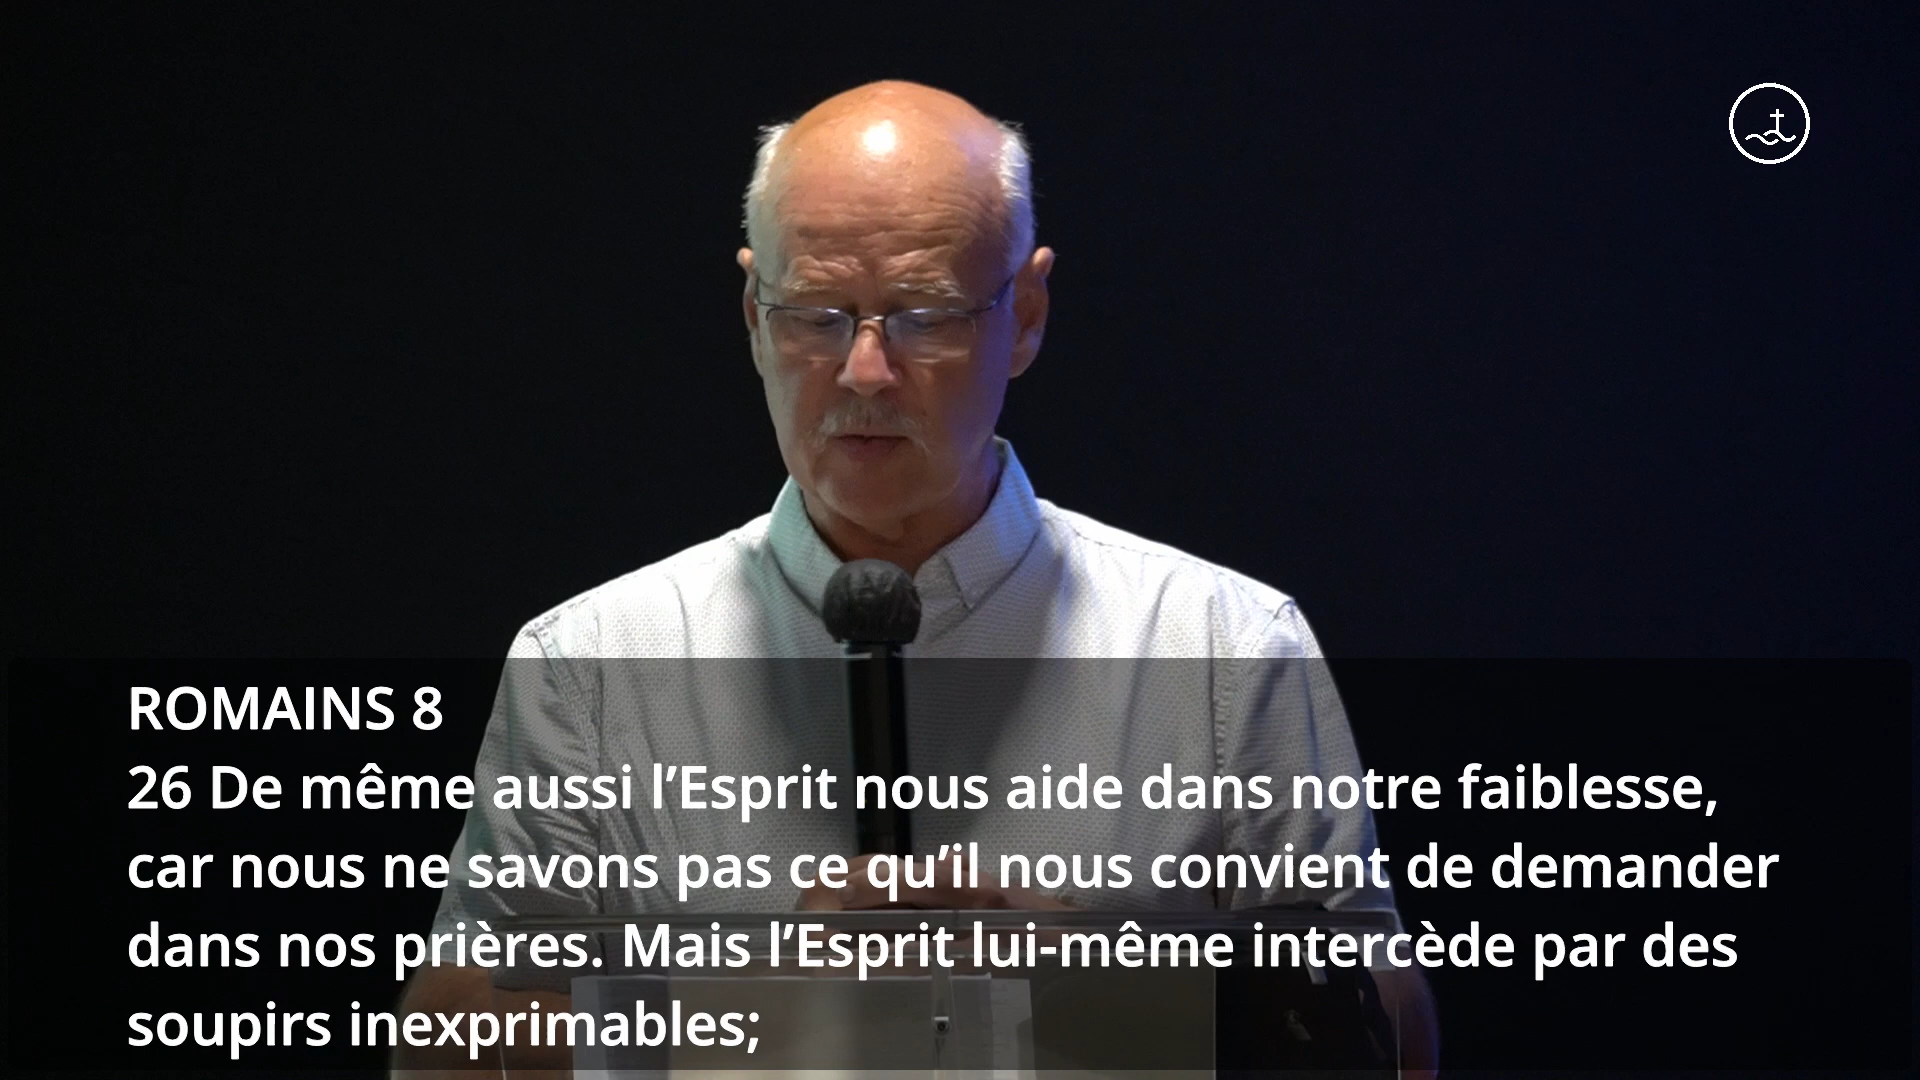 ROMAINS 8
26 De même aussi l’Esprit nous aide dans notre faiblesse,
car nous ne savons pas ce qu’il nous convient de demander
dans nos prières. Mais l’Esprit lui-même intercède par des
soupirs inexprimables;